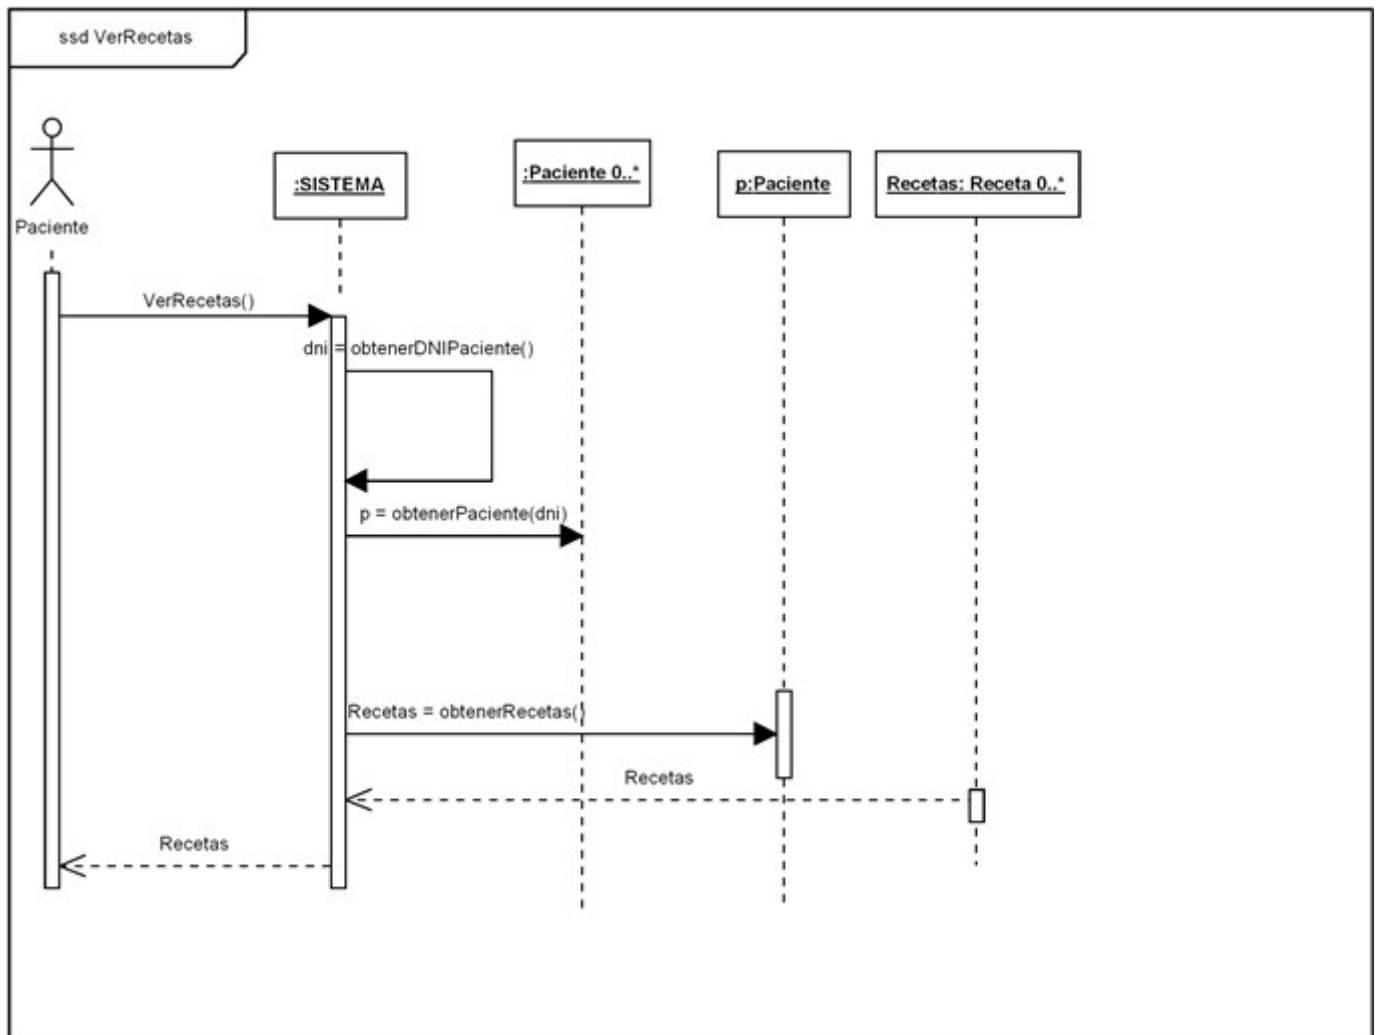 ssd VerRecetas
:SISTEMA
:Paciente 0..*
p:Paciente
Recetas: Receta 0..*
Paciente
VerRecetas()
dni = obtenerDNIPaciente()
p = obtenerPaciente(dni)
Recetas = obtenerRecetas()
Recetas
Recetas